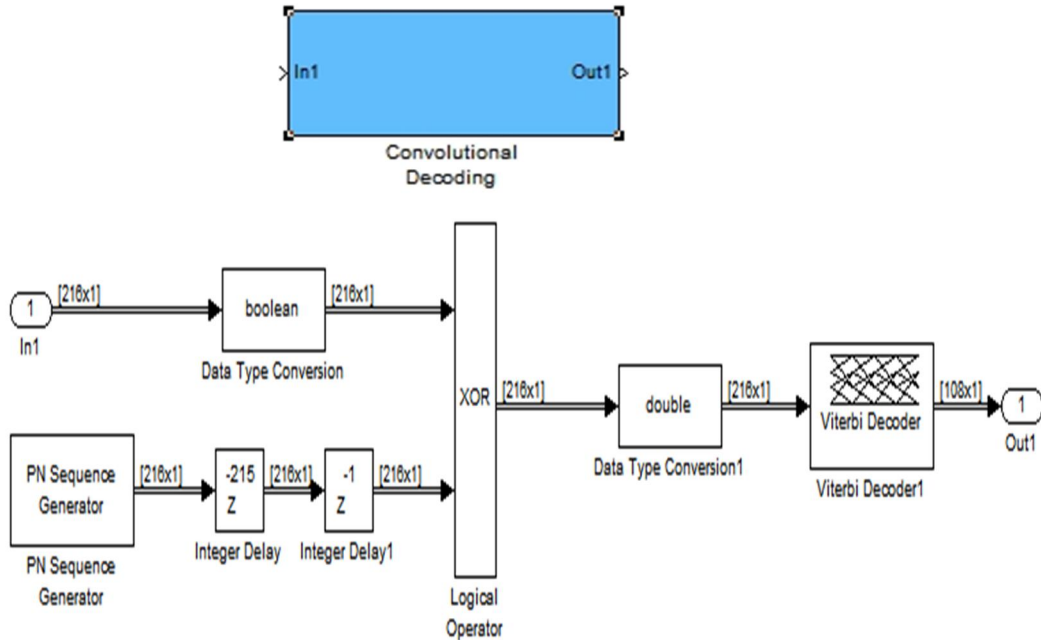 In1
Out1
Convolutional
Decoding
[216x1]
boolean
[216x1]
1
In1
Data Type Conversion
XOR
[216x1]
double
[216x1]
Viterbi Decoder
[108x1]
1
Out1
Data Type Conversion1
Viterbi Decoder1
PN Sequence
Generator
[216x1]
-215
Z
[216x1]
-1
Z
[216x1]
Integer Delay
Integer Delay1
PN Sequence
Generator
Logical
Operator